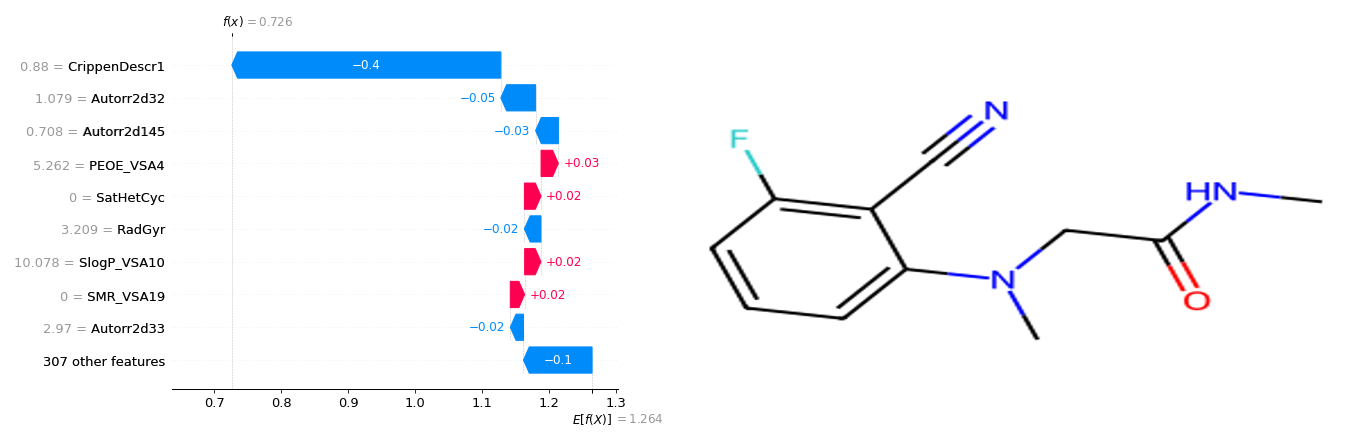 f(x) = 0.726
0.88 = CrippenDescr1
−0.4
1.079 = Autorr2d32
−0.05
0.708 = Autorr2d145
−0.03
5.262 = PEOE_VSA4
+0.03
0 = SatHetCyc
+0.02
3.209 = RadGyr
−0.02
10.078 = SlogP_VSA10
+0.02
0 = SMR_VSA19
+0.02
2.97 = Autorr2d33
−0.02
307 other features
−0.1
0.7 0.8 0.9 1.0 1.1 1.2 1.3
E[f(X)] = 1.264
N
F
HN
N
O